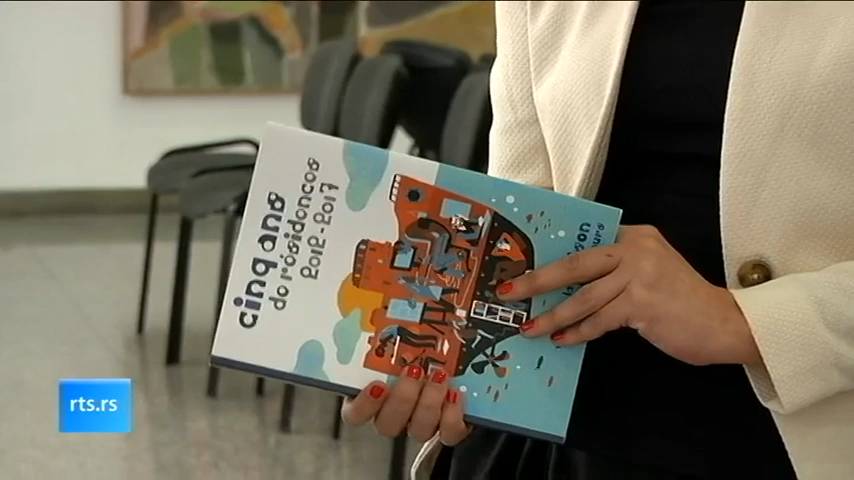 cinq ans
de résidences
2012-2017
rts.rs